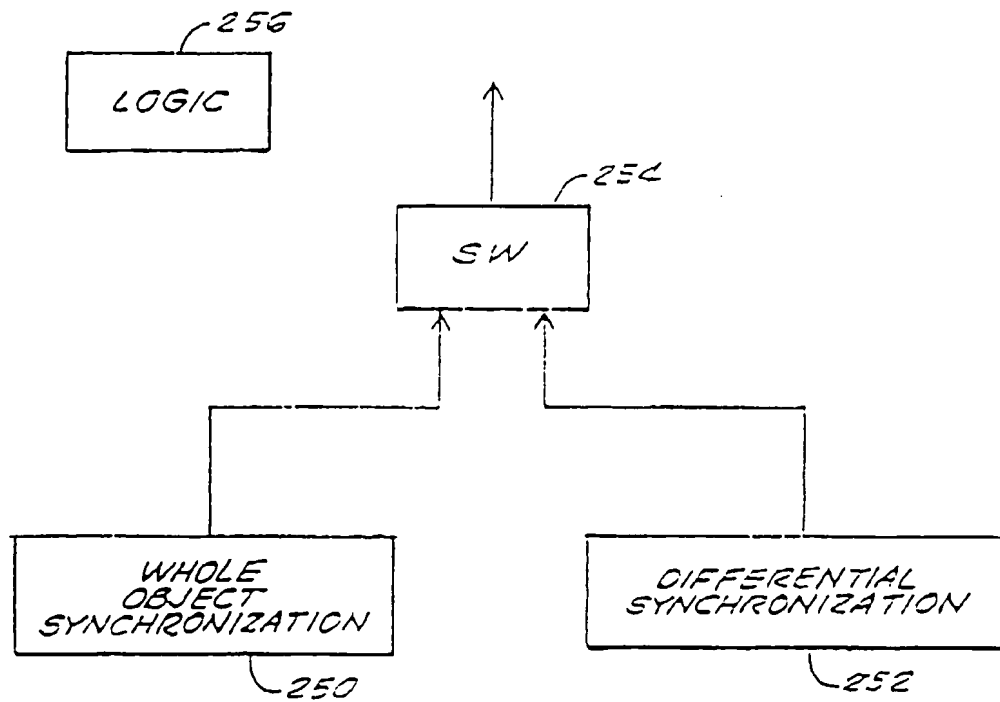 256
LOGIC
254
SW
WHOLE
OBJECT
SYNCHRONIZATION
250
DIFFERENTIAL
SYNCHRONIZATION
252